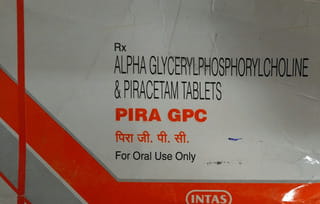 Rx
ALPHA GLYCERYLPHOSPHORYLCHOLINE
& PIRACETAM TABLETS
PIRA GPC
पिरा जी. पी. सी.
For Oral Use Only
INTAS